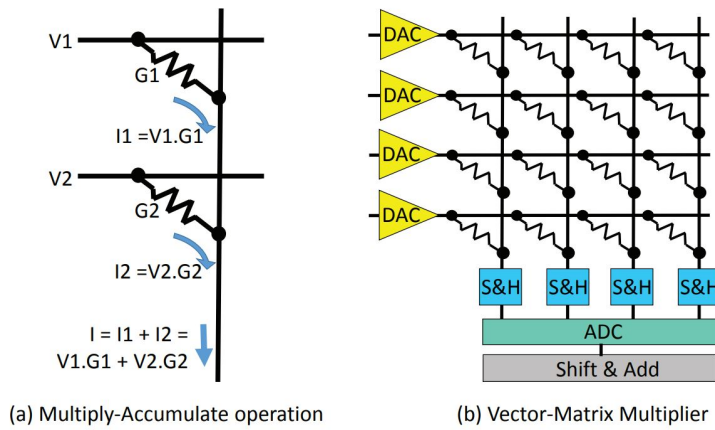 V1
G1
I1 =V1.G1
V2
G2
I2 =V2.G2
I = I1 + I2 =
V1.G1 + V2.G2
(a) Multiply-Accumulate operation
DAC
DAC
DAC
DAC
S&H S&H S&H S&H
ADC
Shift & Add
(b) Vector-Matrix Multiplier